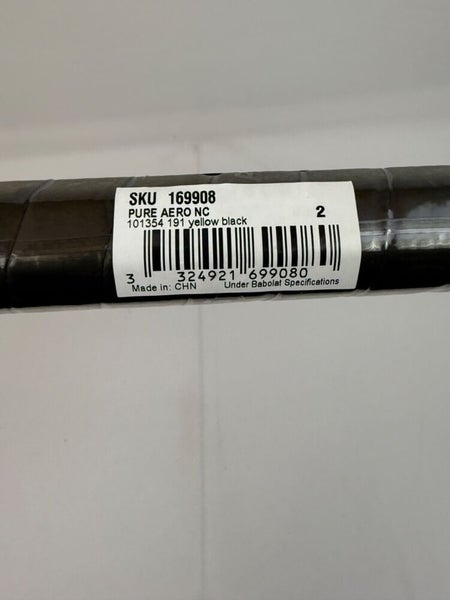 SKU 169908
PURE AERO NC
101354 191 yellow black
2
3 324921 699080
Made in: CHN Under Babolat Specifications